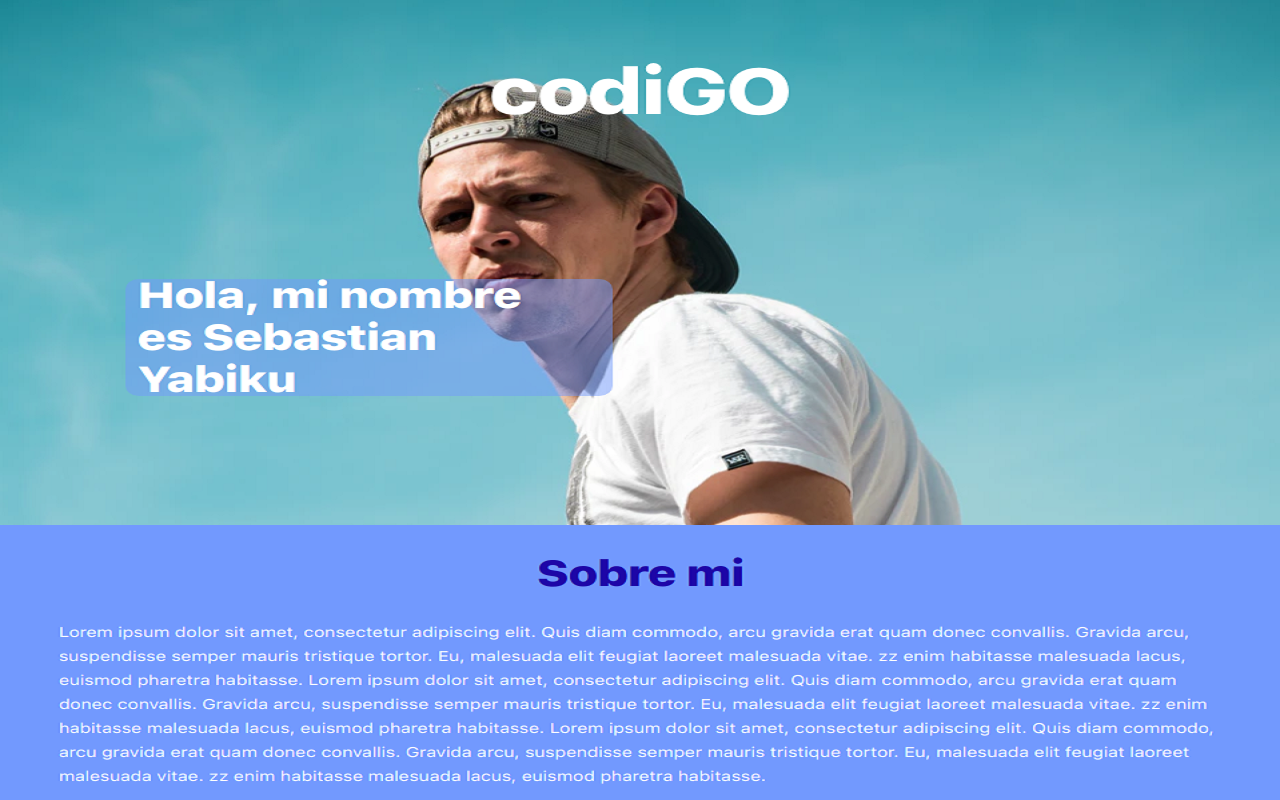 codiGO
Hola, mi nombre
es Sebastian
Yabiku
Sobre mi
Lorem ipsum dolor sit amet, consectetur adipiscing elit. Quis diam commodo, arcu gravida erat quam donec convallis. Gravida arcu,
suspendisse semper mauris tristique tortor. Eu, malesuada elit feugiat laoreet malesuada vitae. zz enim habitasse malesuada lacus,
euismod pharetra habitasse. Lorem ipsum dolor sit amet, consectetur adipiscing elit. Quis diam commodo, arcu gravida erat quam
donec convallis. Gravida arcu, suspendisse semper mauris tristique tortor. Eu, malesuada elit feugiat laoreet malesuada vitae. zz enim
habitasse malesuada lacus, euismod pharetra habitasse. Lorem ipsum dolor sit amet, consectetur adipiscing elit. Quis diam commodo,
arcu gravida erat quam donec convallis. Gravida arcu, suspendisse semper mauris tristique tortor. Eu, malesuada elit feugiat laoreet
malesuada vitae. zz enim habitasse malesuada lacus, euismod pharetra habitasse.